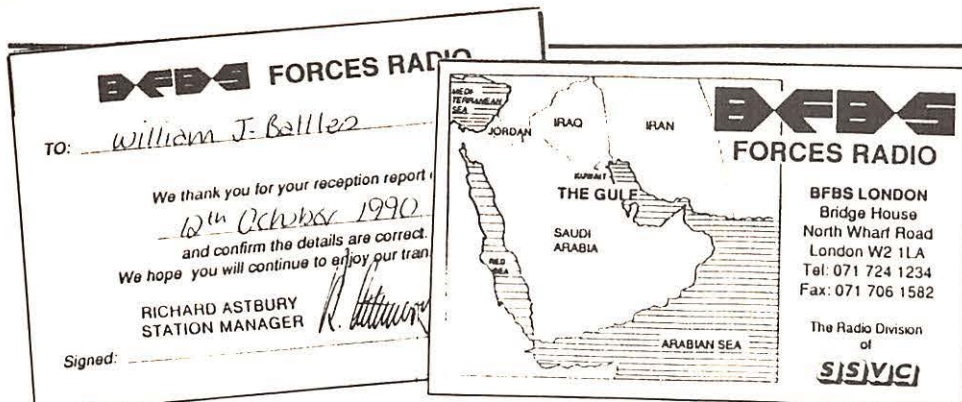 BFBS FORCES RADIO
TO: William J. Battles
We thank you for your reception report
12th October 1990
and confirm the details are correct.
We hope you will continue to enjoy our
RICHARD ASTBURY
STATION MANAGER
Signed:
BFBS
FORCES RADIO
MEDI
TERRANEAN
SEA
JORDAN
IRAQ
IRAN
KUWAIT
THE GULF
SAUDI
ARABIA
RED
SEA
ARABIAN SEA
BFBS LONDON
Bridge House
North Wharf Road
London W2 1LA
Tel: 071 724 1234
Fax: 071 706 1582
The Radio Division
of
SSVC